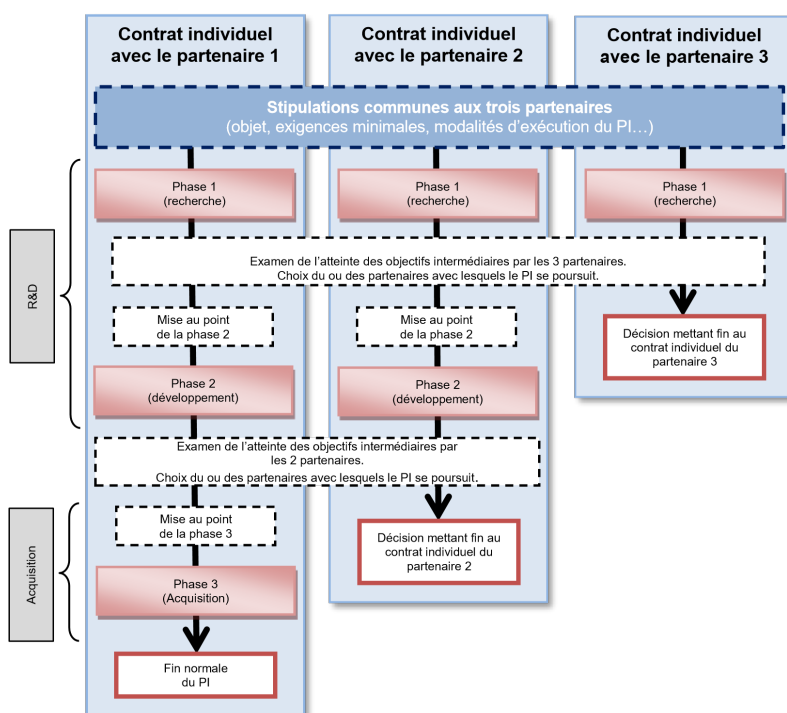 Contrat individuel
avec le partenaire 1
Contrat individuel
avec le partenaire 2
Contrat individuel
avec le partenaire 3
Stipulations communes aux trois partenaires
(objet, exigences minimales, modalités d’exécution du PI…)
R&D
Phase 1
(recherche)
Phase 1
(recherche)
Phase 1
(recherche)
Examen de l’atteinte des objectifs intermédiaires par les 3 partenaires.
Choix du ou des partenaires avec lesquels le PI se poursuit.
Mise au point
de la phase 2
Mise au point
de la phase 2
Décision mettant fin au
contrat individuel du
partenaire 3
Phase 2
(développement)
Phase 2
(développement)
Examen de l’atteinte des objectifs intermédiaires par
les 2 partenaires.
Choix du ou des partenaires avec lesquels le PI se poursuit.
Acquisition
Mise au point
de la phase 3
Décision mettant fin au
contrat individuel du
partenaire 2
Phase 3
(Acquisition)
Fin normale
du PI